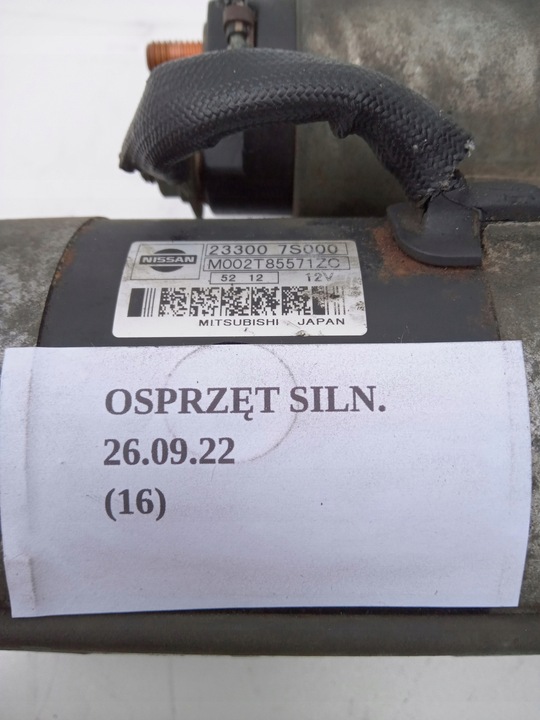 NISSAN
23300 7S000
M002T85571ZC
52 12 12V
MITSUBISHI JAPAN
OSPRZĘT SILN.
26.09.22
(16)